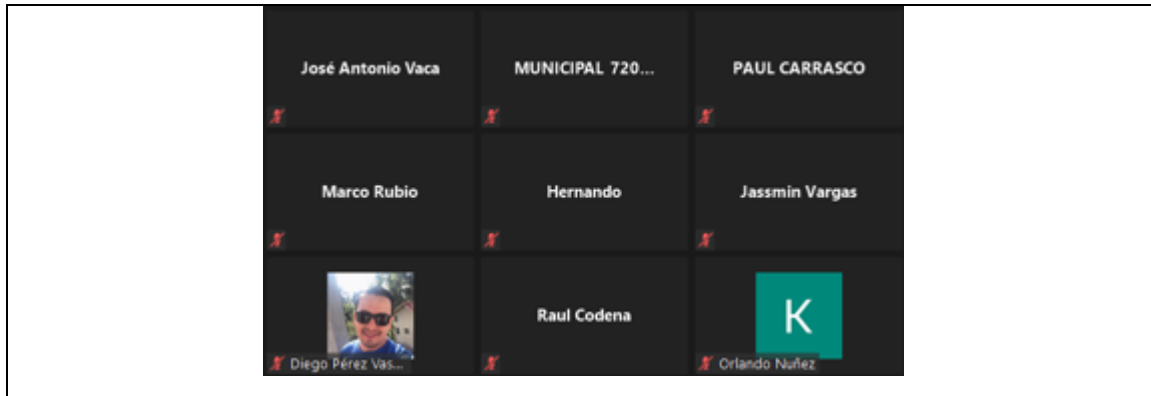 José Antonio Vaca
MUNICIPAL 720...
PAUL CARRASCO
Marco Rubio
Hernando
Jassmin Vargas
Diego Pérez Vas...
Raul Codena
K
Orlando Nuñez